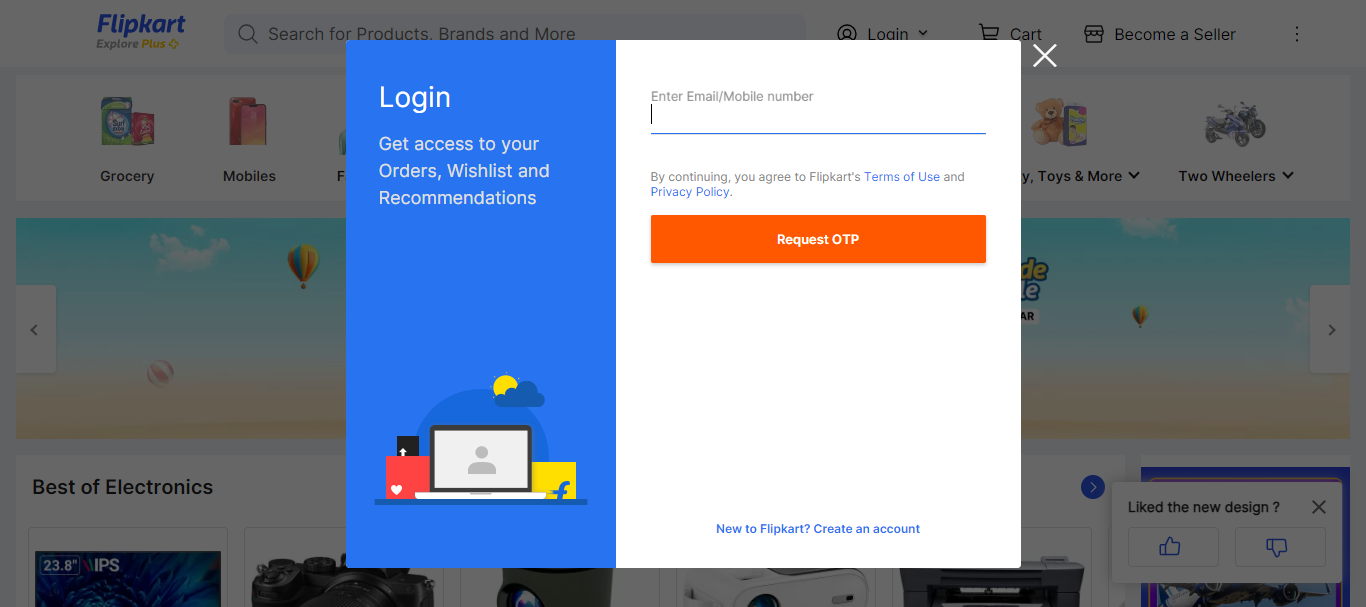 Flipkart
Explore Plus
Search for Products, Brands and More
Login
Cart
Become a Seller
Grocery
Mobiles
y, Toys & More
Two Wheelers
Login
Get access to your
Orders, Wishlist and
Recommendations
Enter Email/Mobile number
By continuing, you agree to Flipkart's Terms of Use and
Privacy Policy.
Request OTP
New to Flipkart? Create an account
Best of Electronics
23.8" IPS
Liked the new design ?